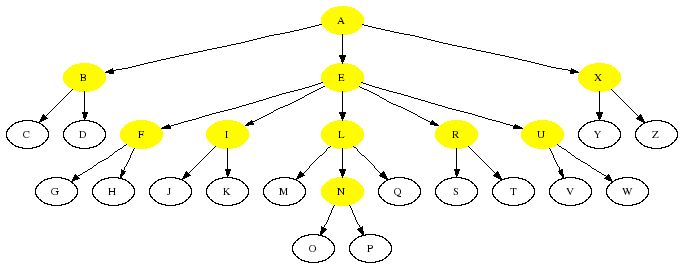 A
B E X
C D F I L R U Y Z
G H J K M N Q S T V W
O P